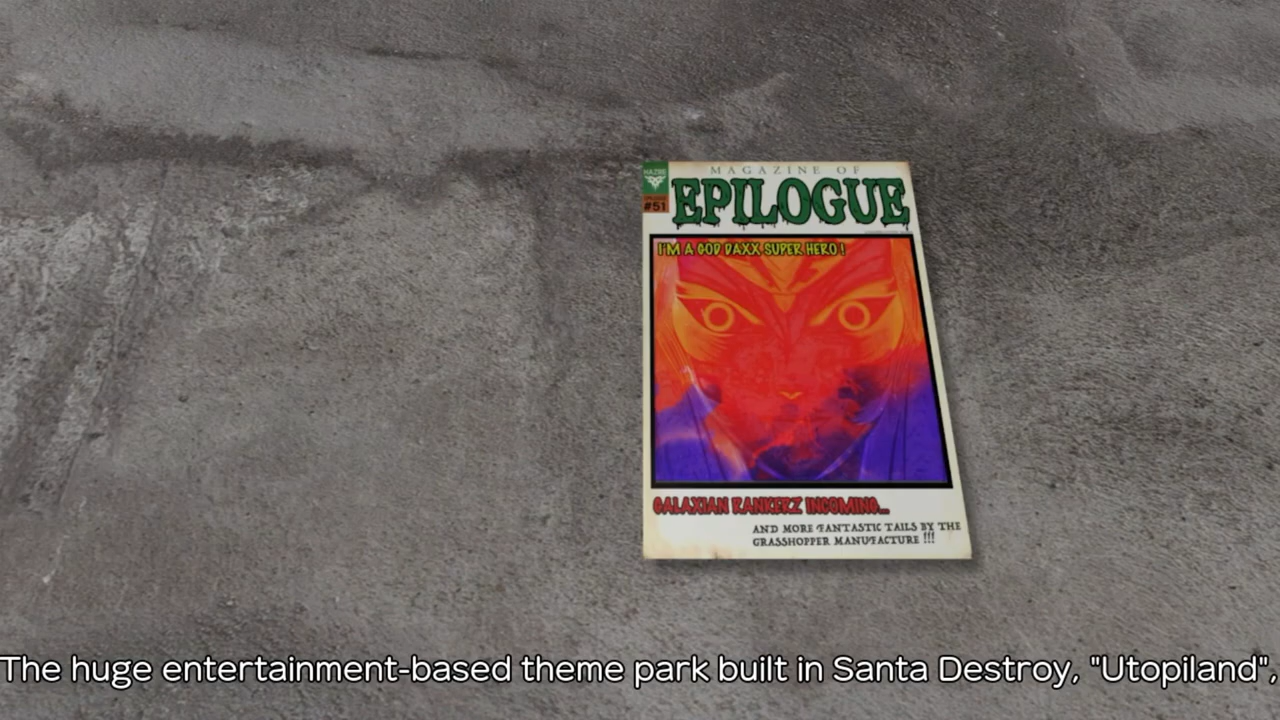 MAGAZINE OF
HAZRE
#51
EPILOGUE
I'M A GOD DAXX SUPER HERO !
GALAXIAN RANKERZ INCOMING...
AND MORE FANTASTIC TAILS BY THE
GRASSHOPPER MANUFACTURE !!!
The huge entertainment-based theme park built in Santa Destroy, "Utopiland",